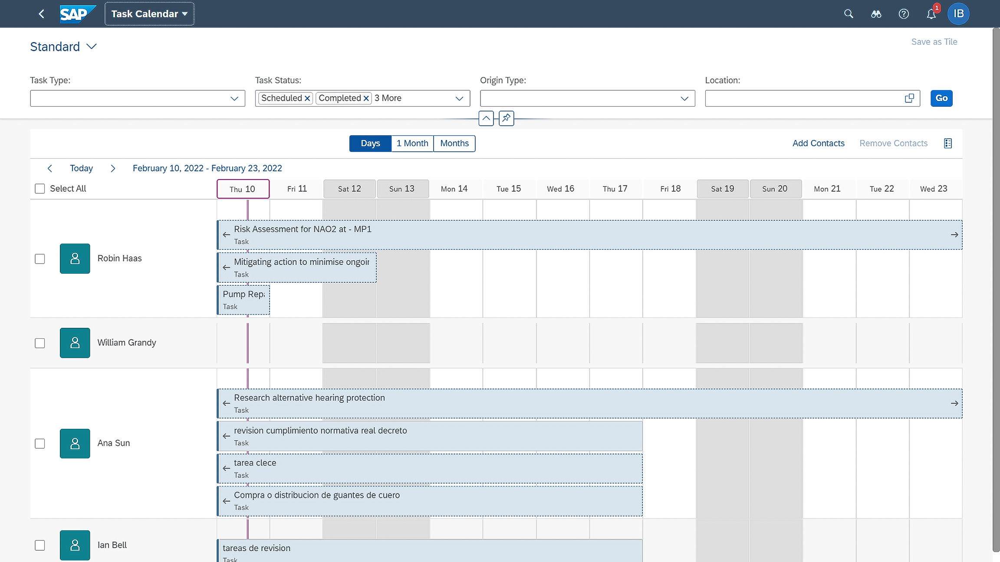 SAP Task Calendar 1 IB
Standard Save as Tile
Task Type: Task Status: Origin Type: Location:
Scheduled Completed 3 More Go
Days 1 Month Months Add Contacts Remove Contacts
Today February 10, 2022 - February 23, 2022
Select All Thu 10 Fri 11 Sat 12 Sun 13 Mon 14 Tue 15 Wed 16 Thu 17 Fri 18 Sat 19 Sun 20 Mon 21 Tue 22 Wed 23
Risk Assessment for NAO2 at - MP1
Task
Robin Haas
Mitigating action to minimise ongoin
Task
Pump Repa
Task
William Grandy
Research alternative hearing protection
Task
revision cumplimiento normativa real decreto
Ana Sun
Task
tarea clece
Task
Compra o distribucion de guantes de cuero
Task
Ian Bell
tareas de revision
Task